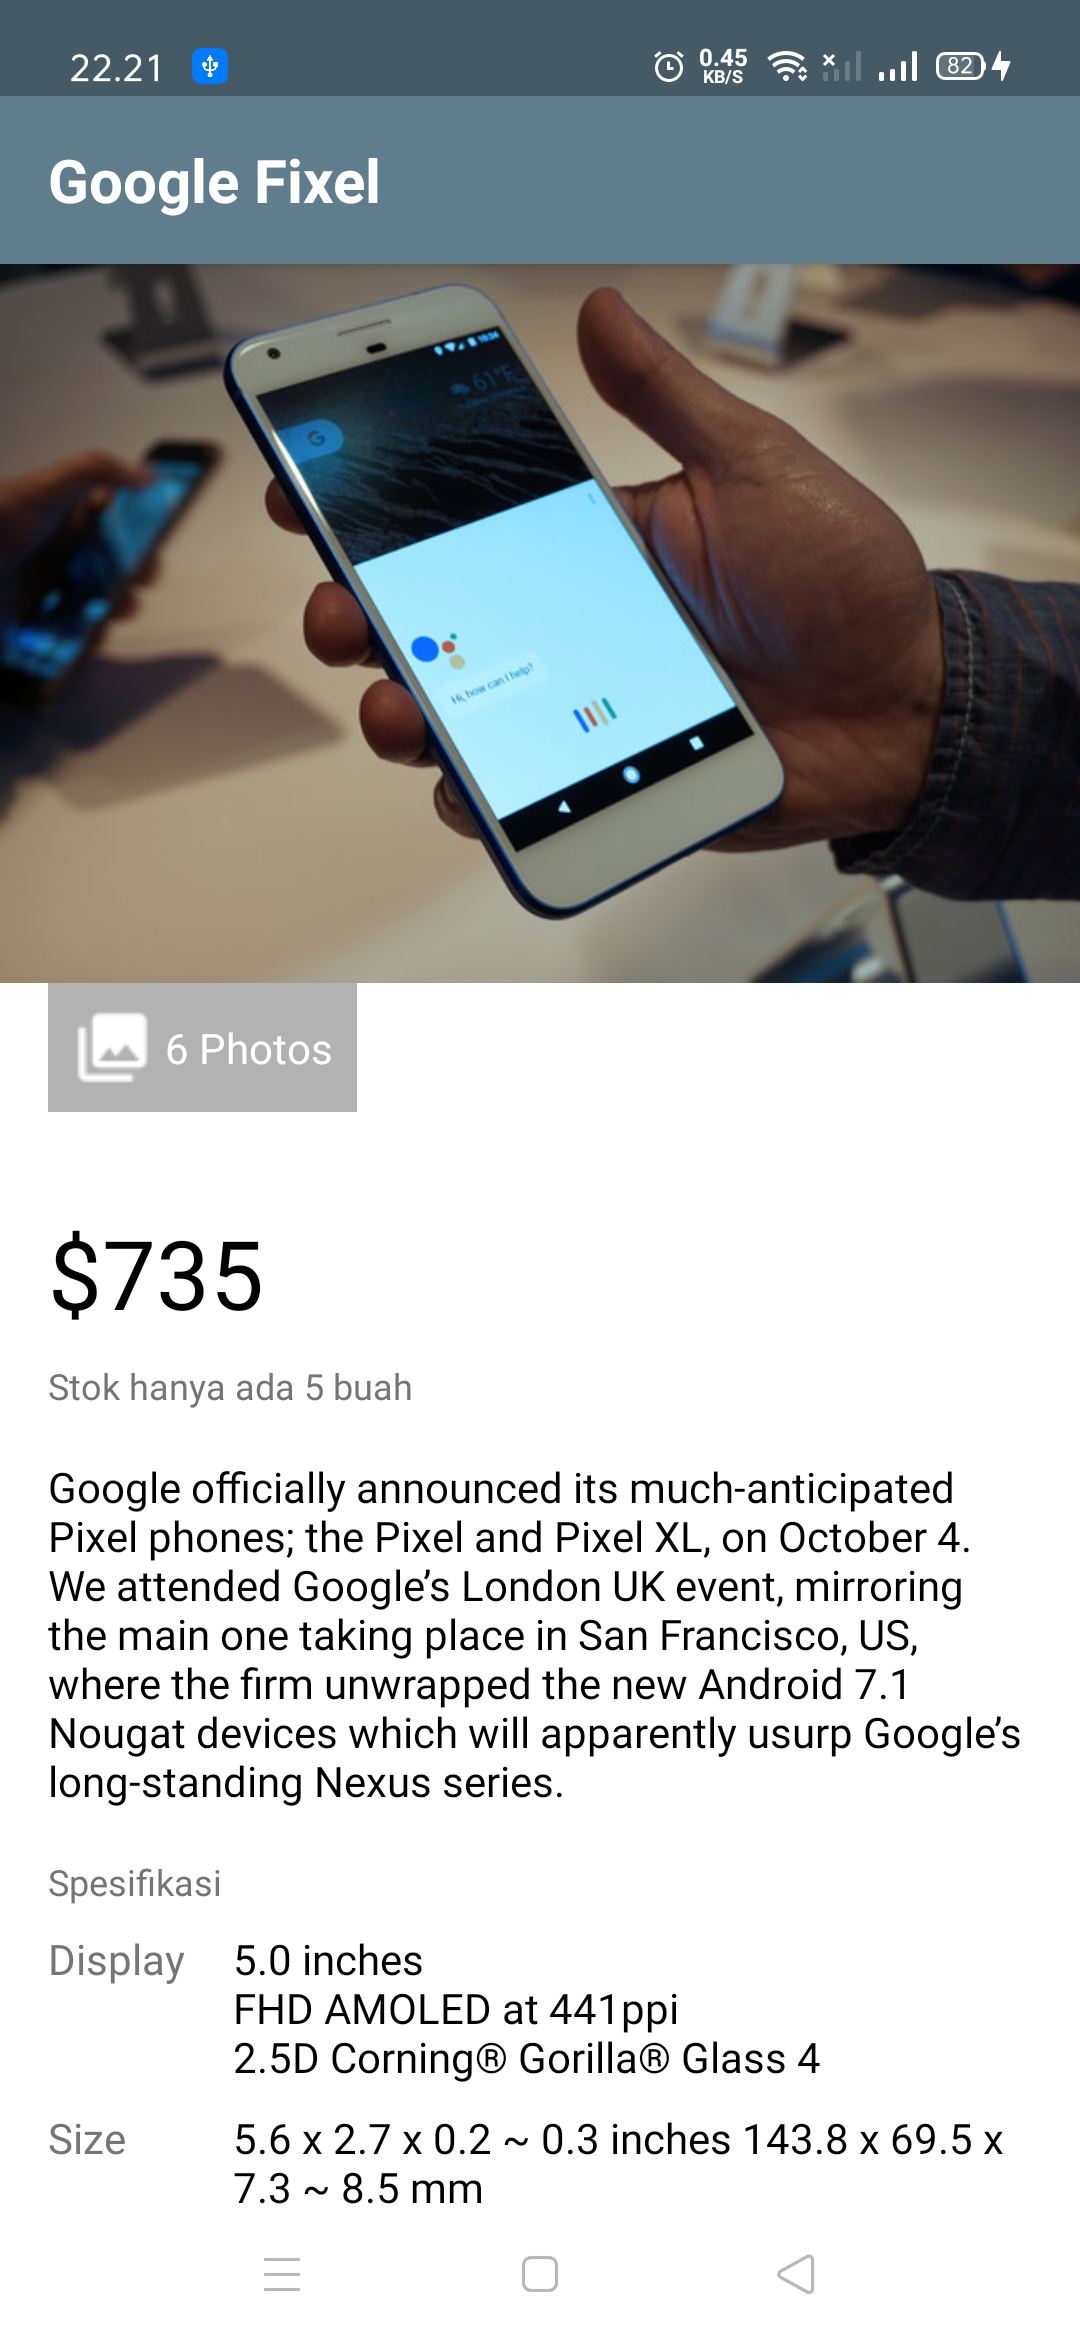 22.21
0.45
KB/S
82
Google Fixel
10:24
61°F
G
Hi, how can I help?
6 Photos
$735
Stok hanya ada 5 buah
Google officially announced its much-anticipated
Pixel phones; the Pixel and Pixel XL, on October 4.
We attended Google’s London UK event, mirroring
the main one taking place in San Francisco, US,
where the firm unwrapped the new Android 7.1
Nougat devices which will apparently usurp Google’s
long-standing Nexus series.
Spesifikasi
Display 5.0 inches
FHD AMOLED at 441ppi
2.5D Corning® Gorilla® Glass 4
Size 5.6 x 2.7 x 0.2 ~ 0.3 inches 143.8 x 69.5 x
7.3 ~ 8.5 mm